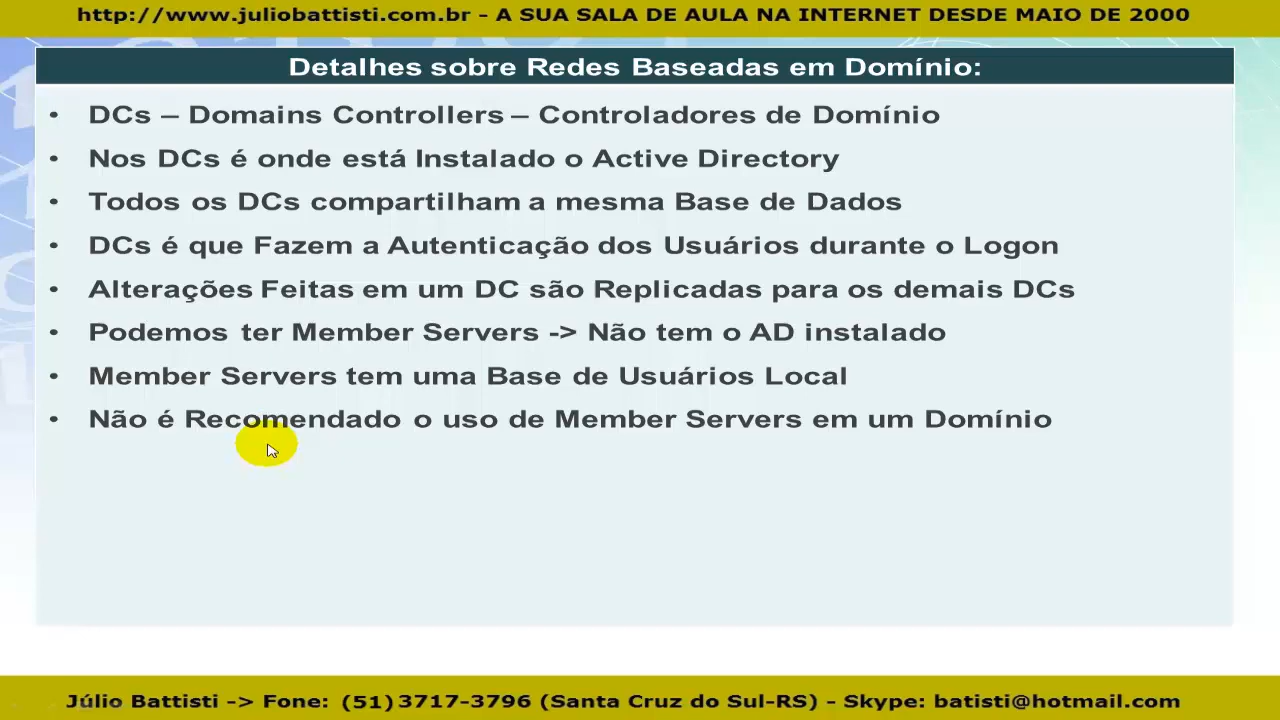 http://www.juliobattisti.com.br - A SUA SALA DE AULA NA INTERNET DESDE MAIO DE 2000
Detalhes sobre Redes Baseadas em Domínio:
• DCs – Domains Controllers – Controladores de Domínio
• Nos DCs é onde está Instalado o Active Directory
• Todos os DCs compartilham a mesma Base de Dados
• DCs é que Fazem a Autenticação dos Usuários durante o Logon
• Alterações Feitas em um DC são Replicadas para os demais DCs
• Podemos ter Member Servers -> Não tem o AD instalado
• Member Servers tem uma Base de Usuários Local
• Não é Recomendado o uso de Member Servers em um Domínio
Júlio Battisti -> Fone: (51) 3717-3796 (Santa Cruz do Sul-RS) - Skype: batisti@hotmail.com